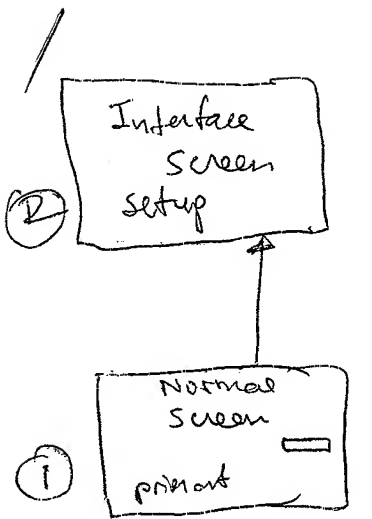 Interface
screen
setup
2
Normal
Screen
printout
1